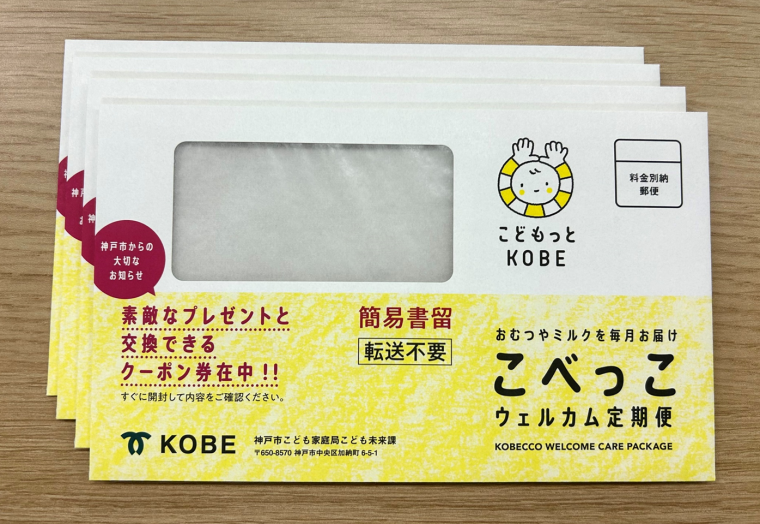 こどもっと
KOBE
料金別納
郵便
神戸市からの
大切な
お知らせ
素敵なプレゼントと
交換できる
クーポン券在中!!
すぐに開封して内容をご確認ください。
簡易書留
転送不要
おむつやミルクを毎月お届け
こべっこ
ウェルカム定期便
KOBECCO WELCOME CARE PACKAGE
KOBE
神戸市こども家庭局こども未来課
〒650-8570 神戸市中央区加納町 6-5-1
神戸
神戸
お
神